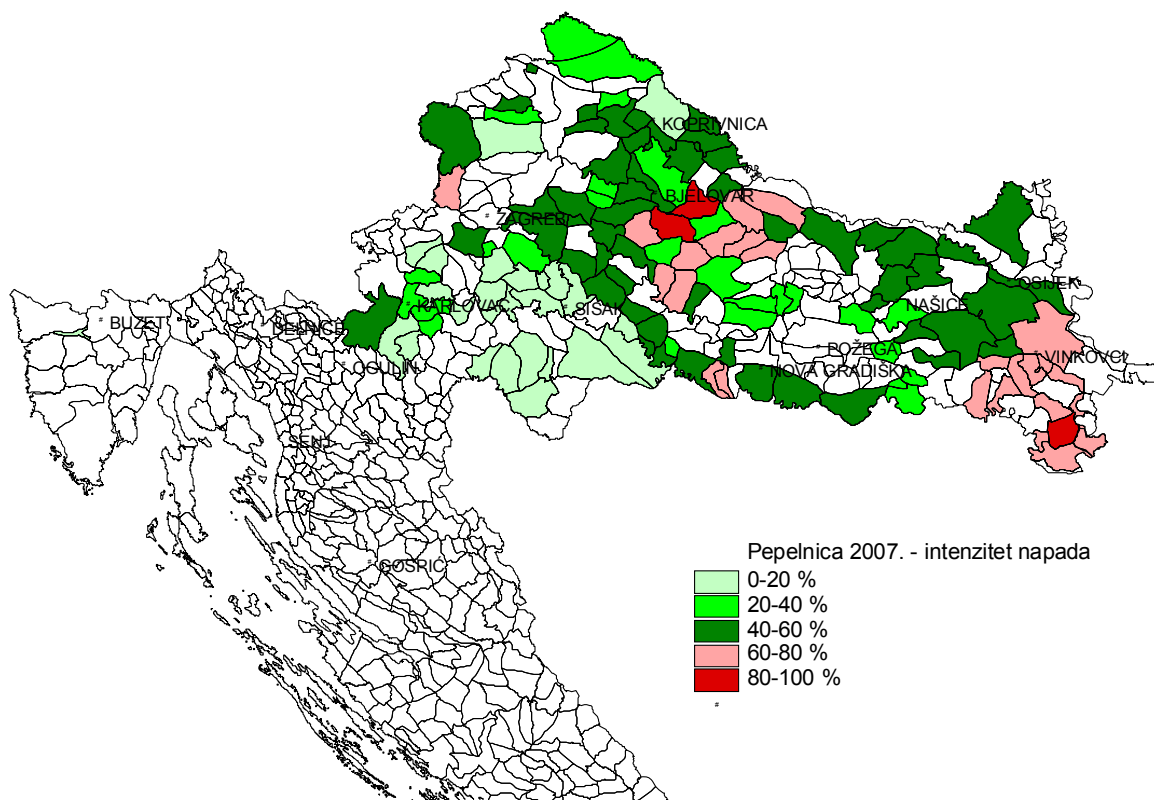 KOPRIVNICA
BJELOVAR
ZAGREB
OSIJEK
BUZET
KARLOVAC
SISAK
NAŠICE
DELNICE
POŽEGA
VINKOVCI
OGULIN
NOVA GRADIŠKA
SENJ
GOSPIĆ
Pepelnica 2007. - intenzitet napada
0-20 %
20-40 %
40-60 %
60-80 %
80-100 %
#